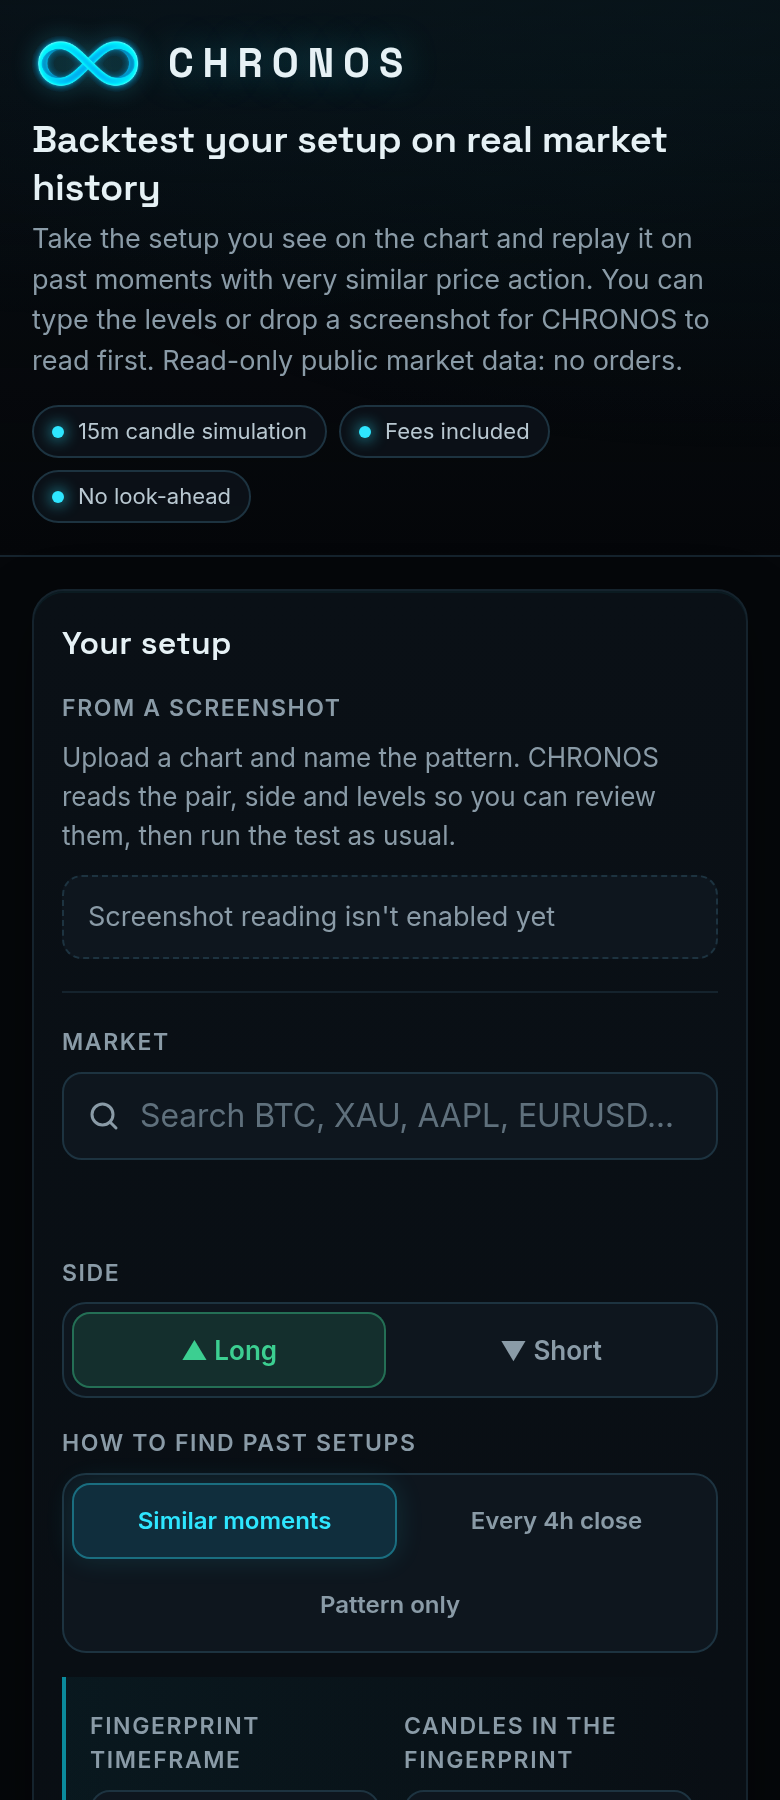 CHRONOS
Backtest your setup on real market
history
Take the setup you see on the chart and replay it on
past moments with very similar price action. You can
type the levels or drop a screenshot for CHRONOS to
read first. Read-only public market data: no orders.
15m candle simulation
Fees included
No look-ahead
Your setup
FROM A SCREENSHOT
Upload a chart and name the pattern. CHRONOS
reads the pair, side and levels so you can review
them, then run the test as usual.
Screenshot reading isn't enabled yet
MARKET
Search BTC, XAU, AAPL, EURUSD...
SIDE
▲ Long
▼ Short
HOW TO FIND PAST SETUPS
Similar moments
Every 4h close
Pattern only
FINGERPRINT
TIMEFRAME
CANDLES IN THE
FINGERPRINT